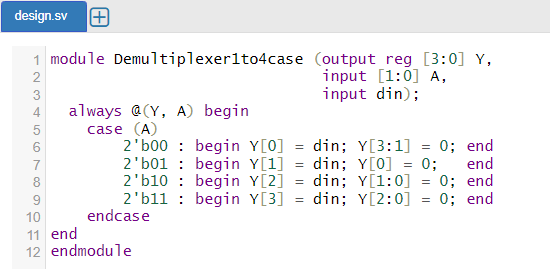 design.sv
1 module Demultiplexer1to4case (output reg [3:0] Y,
2 input [1:0] A,
3 input din);
4 always @(Y, A) begin
5 case (A)
6 2'b00 : begin Y[0] = din; Y[3:1] = 0; end
7 2'b01 : begin Y[1] = din; Y[0] = 0; end
8 2'b10 : begin Y[2] = din; Y[1:0] = 0; end
9 2'b11 : begin Y[3] = din; Y[2:0] = 0; end
10 endcase
11 end
12 endmodule